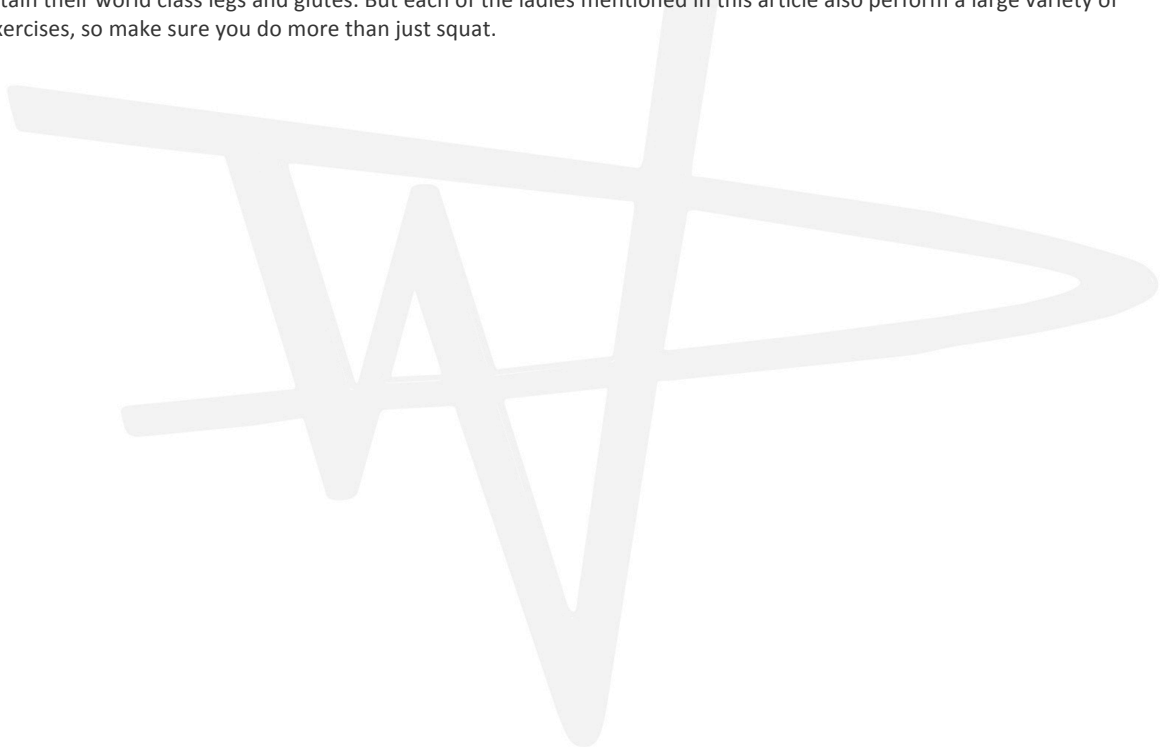 tain their world class legs and glutes. But each of the ladies mentioned in this article also perform a large variety of
xercises, so make sure you do more than just squat.